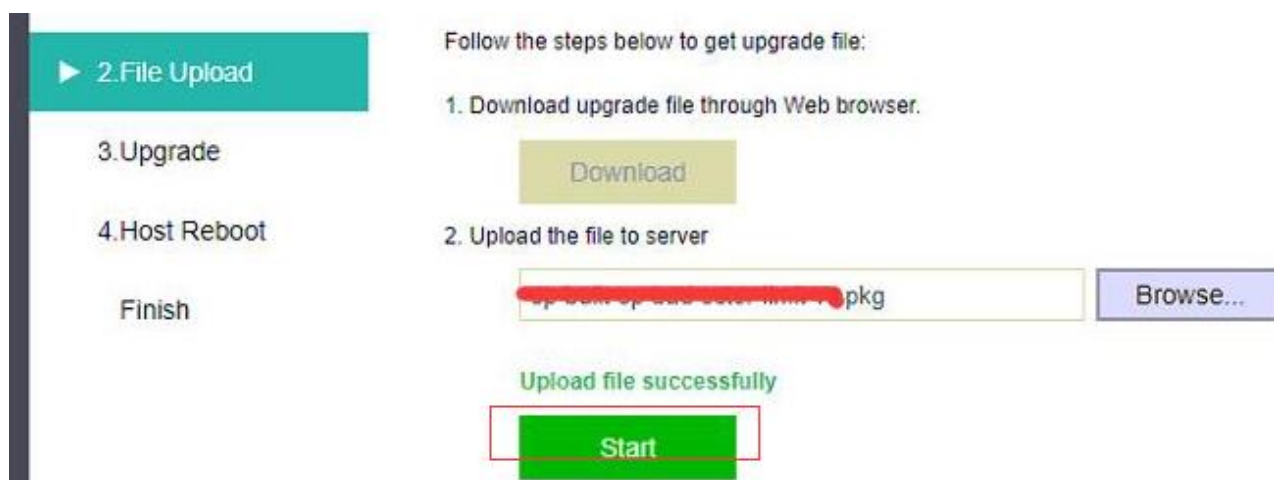 ▶ 2.File Upload
3.Upgrade
4.Host Reboot
Finish
Follow the steps below to get upgrade file:
1. Download upgrade file through Web browser.
Download
2. Upload the file to server
pkg
Browse...
Upload file successfully
Start